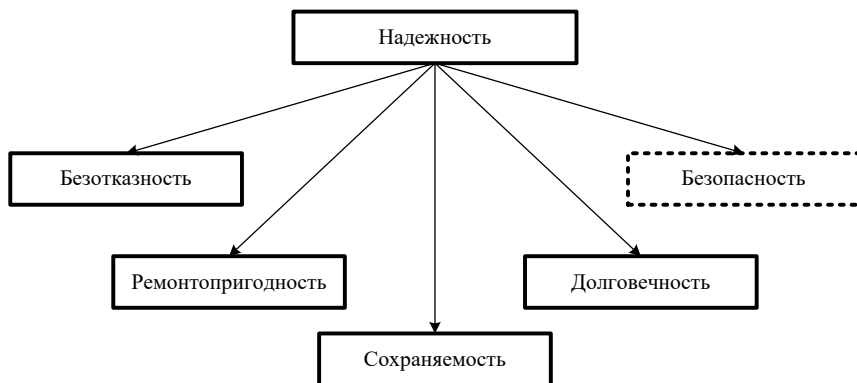 Надежность
Безотказность
Безопасность
Ремонтопригодность
Долговечность
Сохраняемость